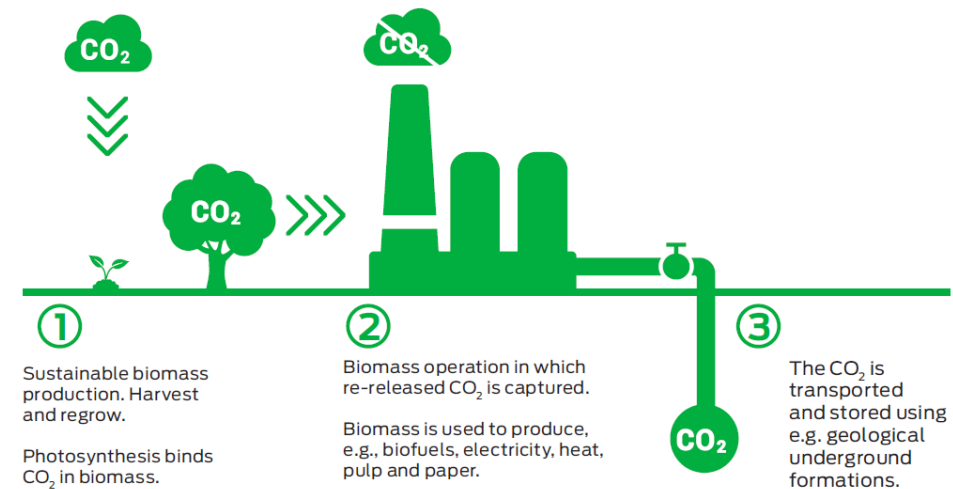 CO₂
CO₂
CO₂
1
Sustainable biomass
production. Harvest
and regrow.
Photosynthesis binds
CO₂ in biomass.
2
Biomass operation in which
re-released CO₂ is captured.
Biomass is used to produce,
e.g., biofuels, electricity, heat,
pulp and paper.
3
The CO₂ is
transported
and stored using
e.g. geological
underground
formations.
CO₂